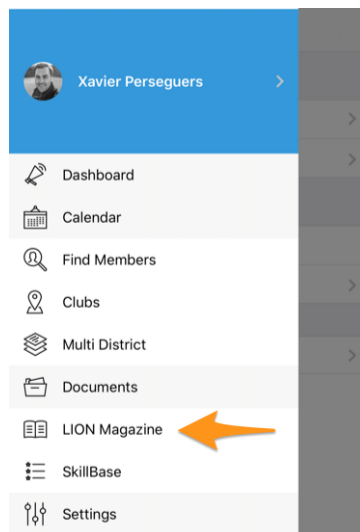 Xavier Perseguers
Dashboard
Calendar
Find Members
Clubs
Multi District
Documents
LION Magazine
SkillBase
Settings